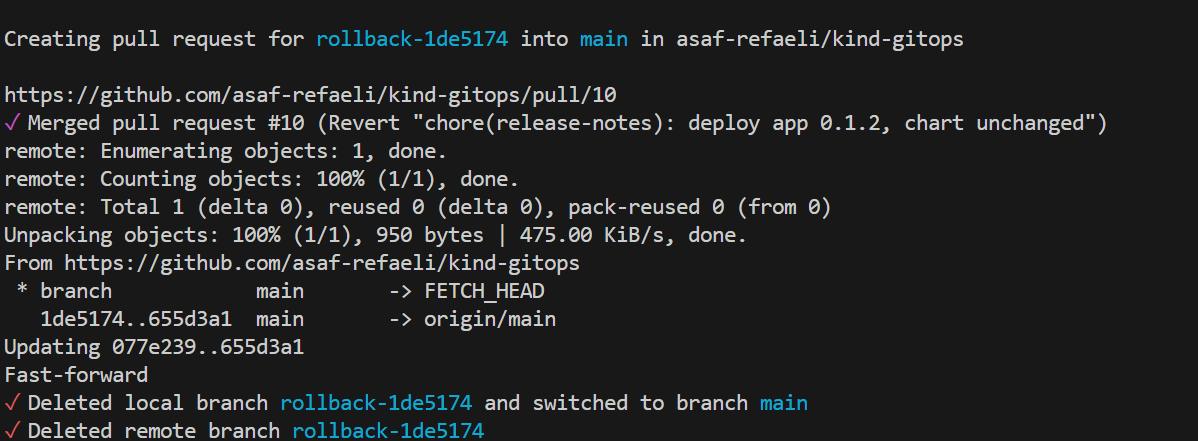 Creating pull request for rollback-1de5174 into main in asaf-refaeli/kind-gitops
https://github.com/asaf-refaeli/kind-gitops/pull/10
✓ Merged pull request #10 (Revert "chore(release-notes): deploy app 0.1.2, chart unchanged")
remote: Enumerating objects: 1, done.
remote: Counting objects: 100% (1/1), done.
remote: Total 1 (delta 0), reused 0 (delta 0), pack-reused 0 (from 0)
Unpacking objects: 100% (1/1), 950 bytes | 475.00 KiB/s, done.
From https://github.com/asaf-refaeli/kind-gitops
 * branch            main       -> FETCH_HEAD
   1de5174..655d3a1  main       -> origin/main
Updating 077e239..655d3a1
Fast-forward
✓ Deleted local branch rollback-1de5174 and switched to branch main
✓ Deleted remote branch rollback-1de5174